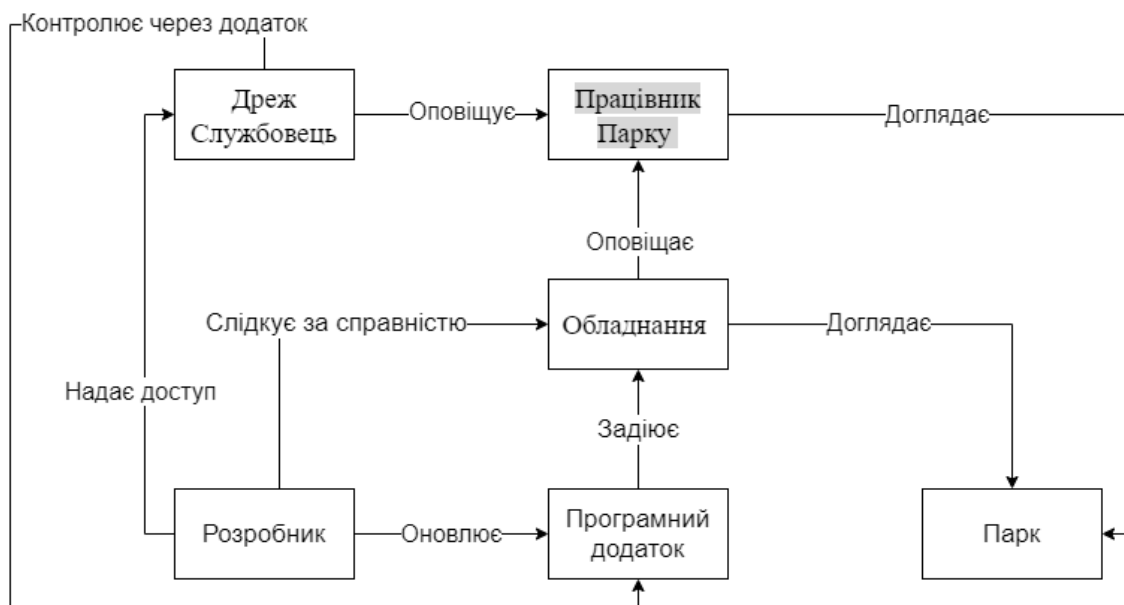 Контролює через додаток
Дреж
Службовець
Оповіщує
Працівник
Парку
Доглядає
Оповіщає
Слідкує за справністю
Обладнання
Доглядає
Надає доступ
Задіює
Розробник
Оновлює
Програмний
додаток
Парк